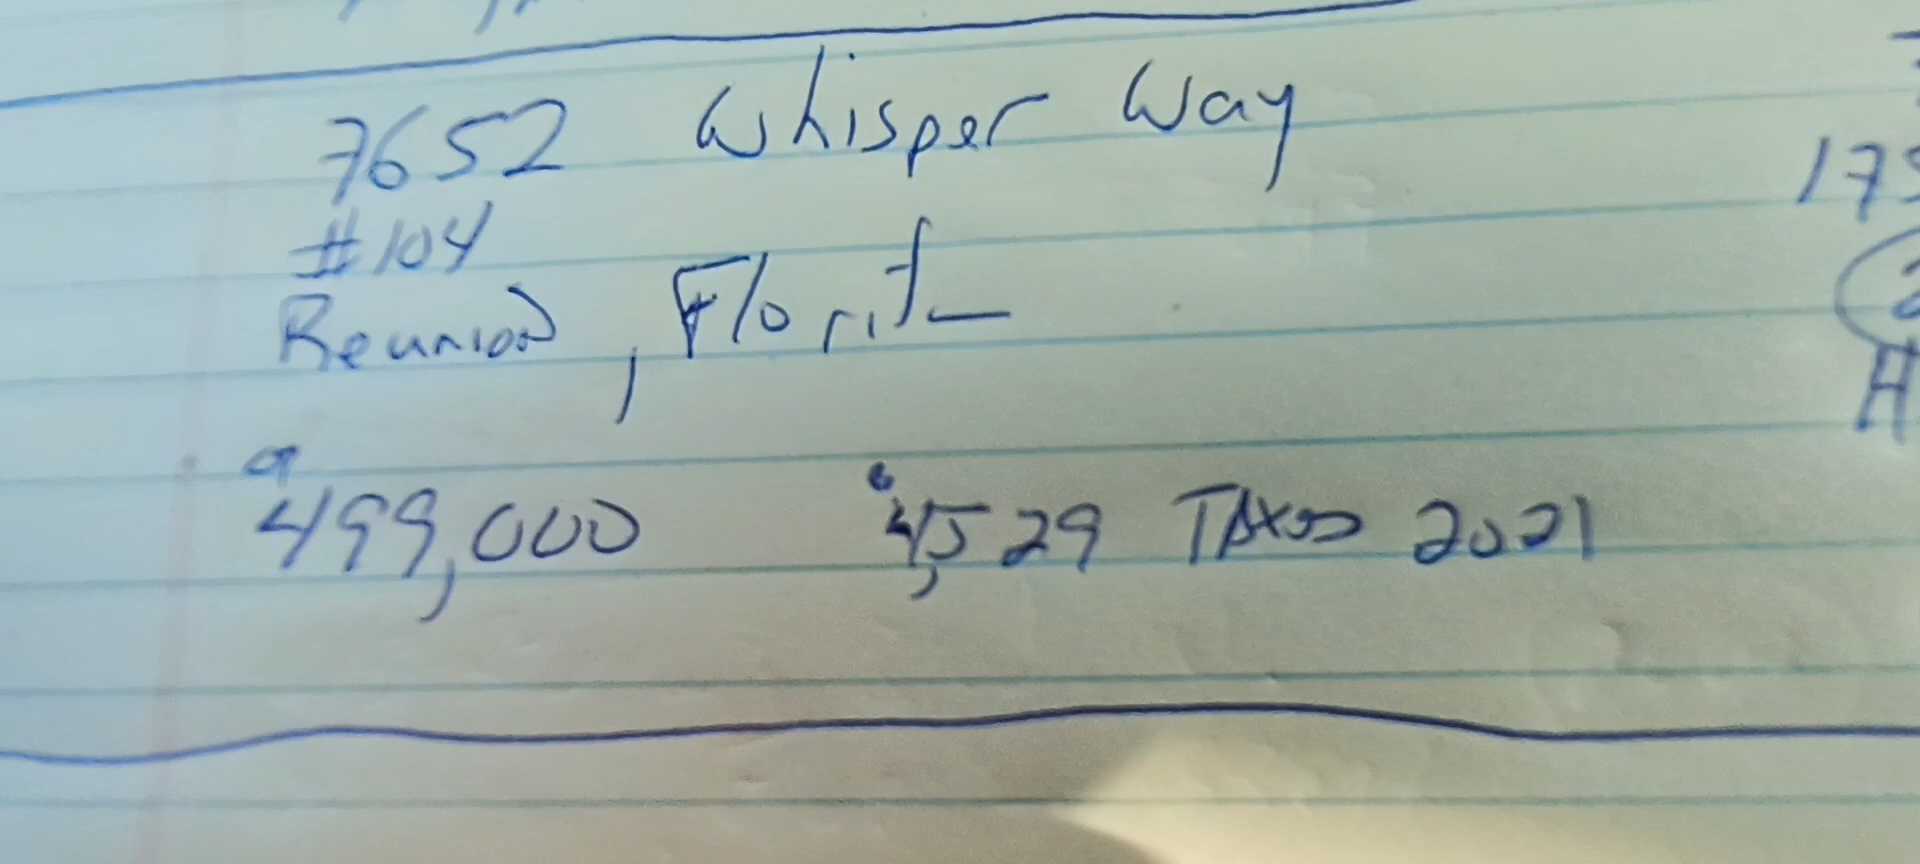 7652 Whisper Way
#104
Reunion, Florida
499,000 4,529 Taxes 2021